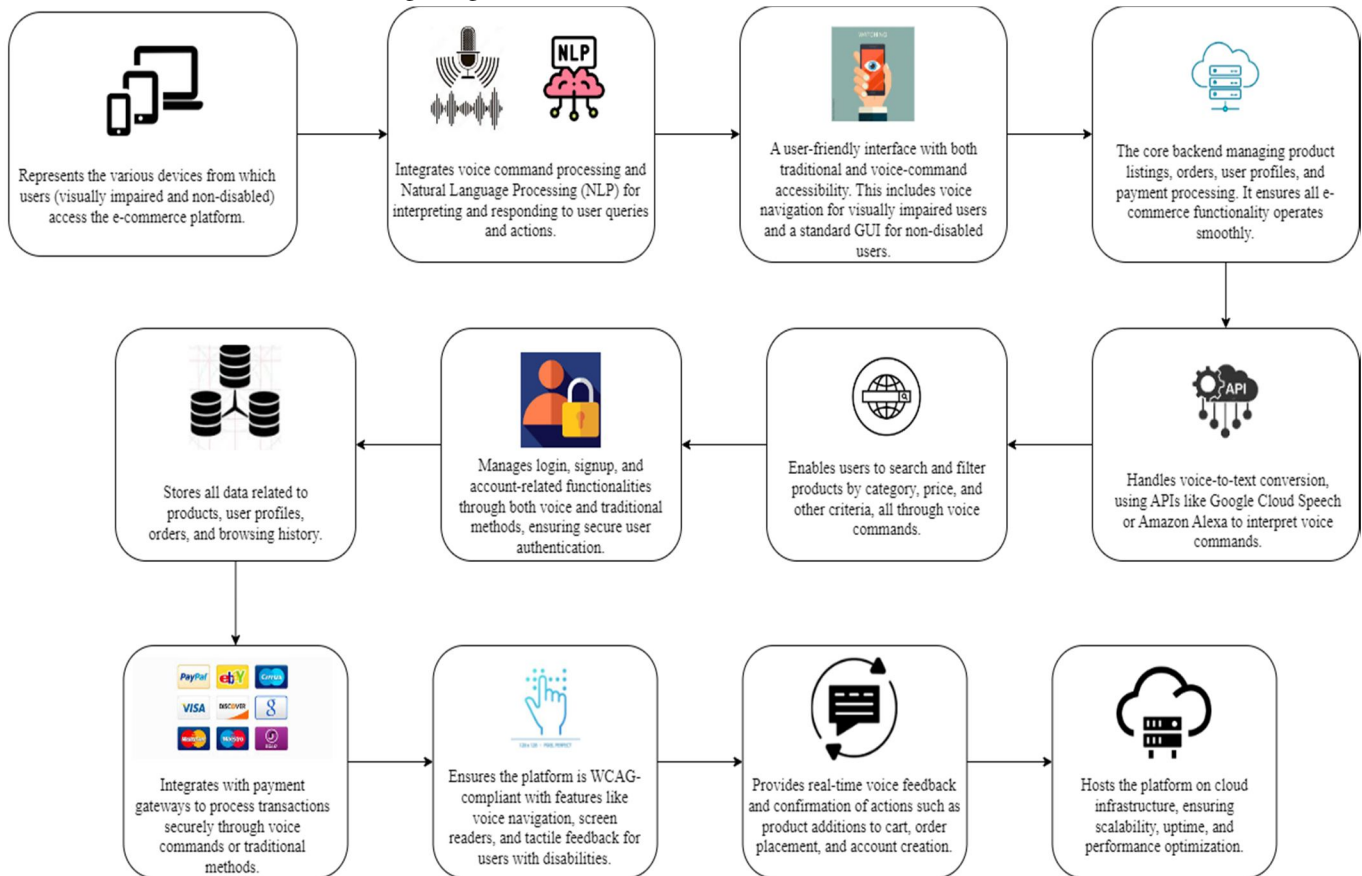 NLP
WATCHING
Represents the various devices from which
users (visually impaired and non-disabled)
access the e-commerce platform.
Integrates voice command processing and
Natural Language Processing (NLP) for
interpreting and responding to user queries
and actions.
A user-friendly interface with both
traditional and voice-command
accessibility. This includes voice
navigation for visually impaired users
and a standard GUI for non-disabled
users.
The core backend managing product
listings, orders, user profiles, and
payment processing. It ensures all e-
commerce functionality operates
smoothly.
Stores all data related to
products, user profiles,
orders, and browsing history.
Manages login, signup, and
account-related functionalities
through both voice and traditional
methods, ensuring secure user
authentication.
Enables users to search and filter
products by category, price, and
other criteria, all through voice
commands.
API
Handles voice-to-text conversion,
using APIs like Google Cloud Speech
or Amazon Alexa to interpret voice
commands.
PayPal ebY Cirrus
VISA DISCOVER 8
MasterCard Maestro
Integrates with payment
gateways to process transactions
securely through voice
commands or traditional
methods.
Ensures the platform is WCAG-
compliant with features like
voice navigation, screen
readers, and tactile feedback for
users with disabilities.
Provides real-time voice feedback
and confirmation of actions such as
product additions to cart, order
placement, and account creation.
Hosts the platform on cloud
infrastructure, ensuring
scalability, uptime, and
performance optimization.